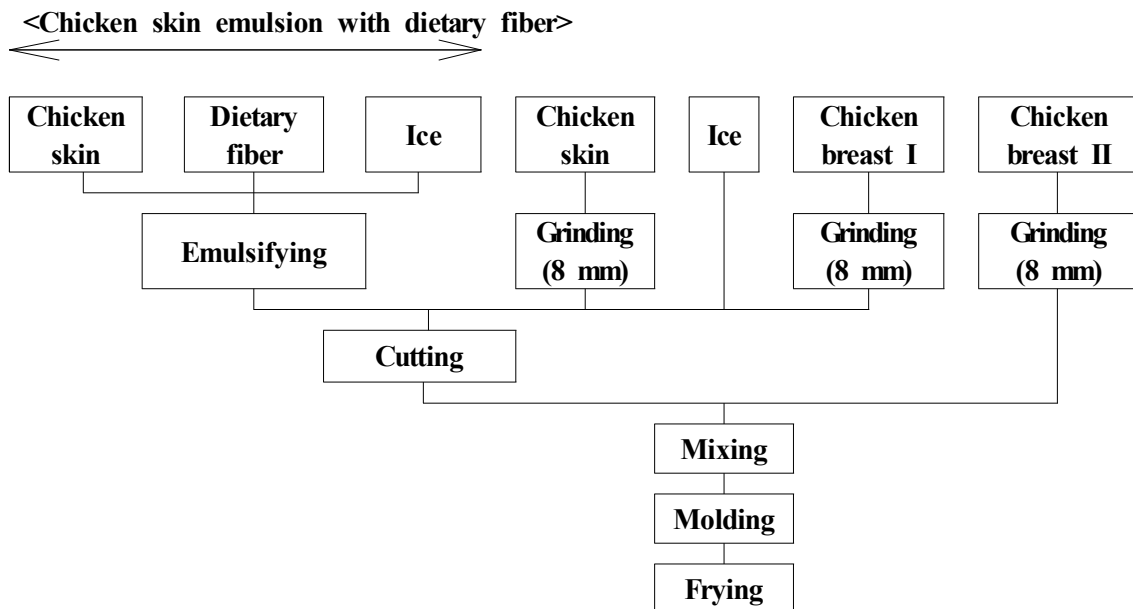 <Chicken skin emulsion with dietary fiber>
Chicken
skin
Dietary
fiber
Ice
Chicken
skin
Ice
Chicken
breast I
Chicken
breast II
Emulsifying
Grinding
(8 mm)
Grinding
(8 mm)
Grinding
(8 mm)
Cutting
Mixing
Molding
Frying